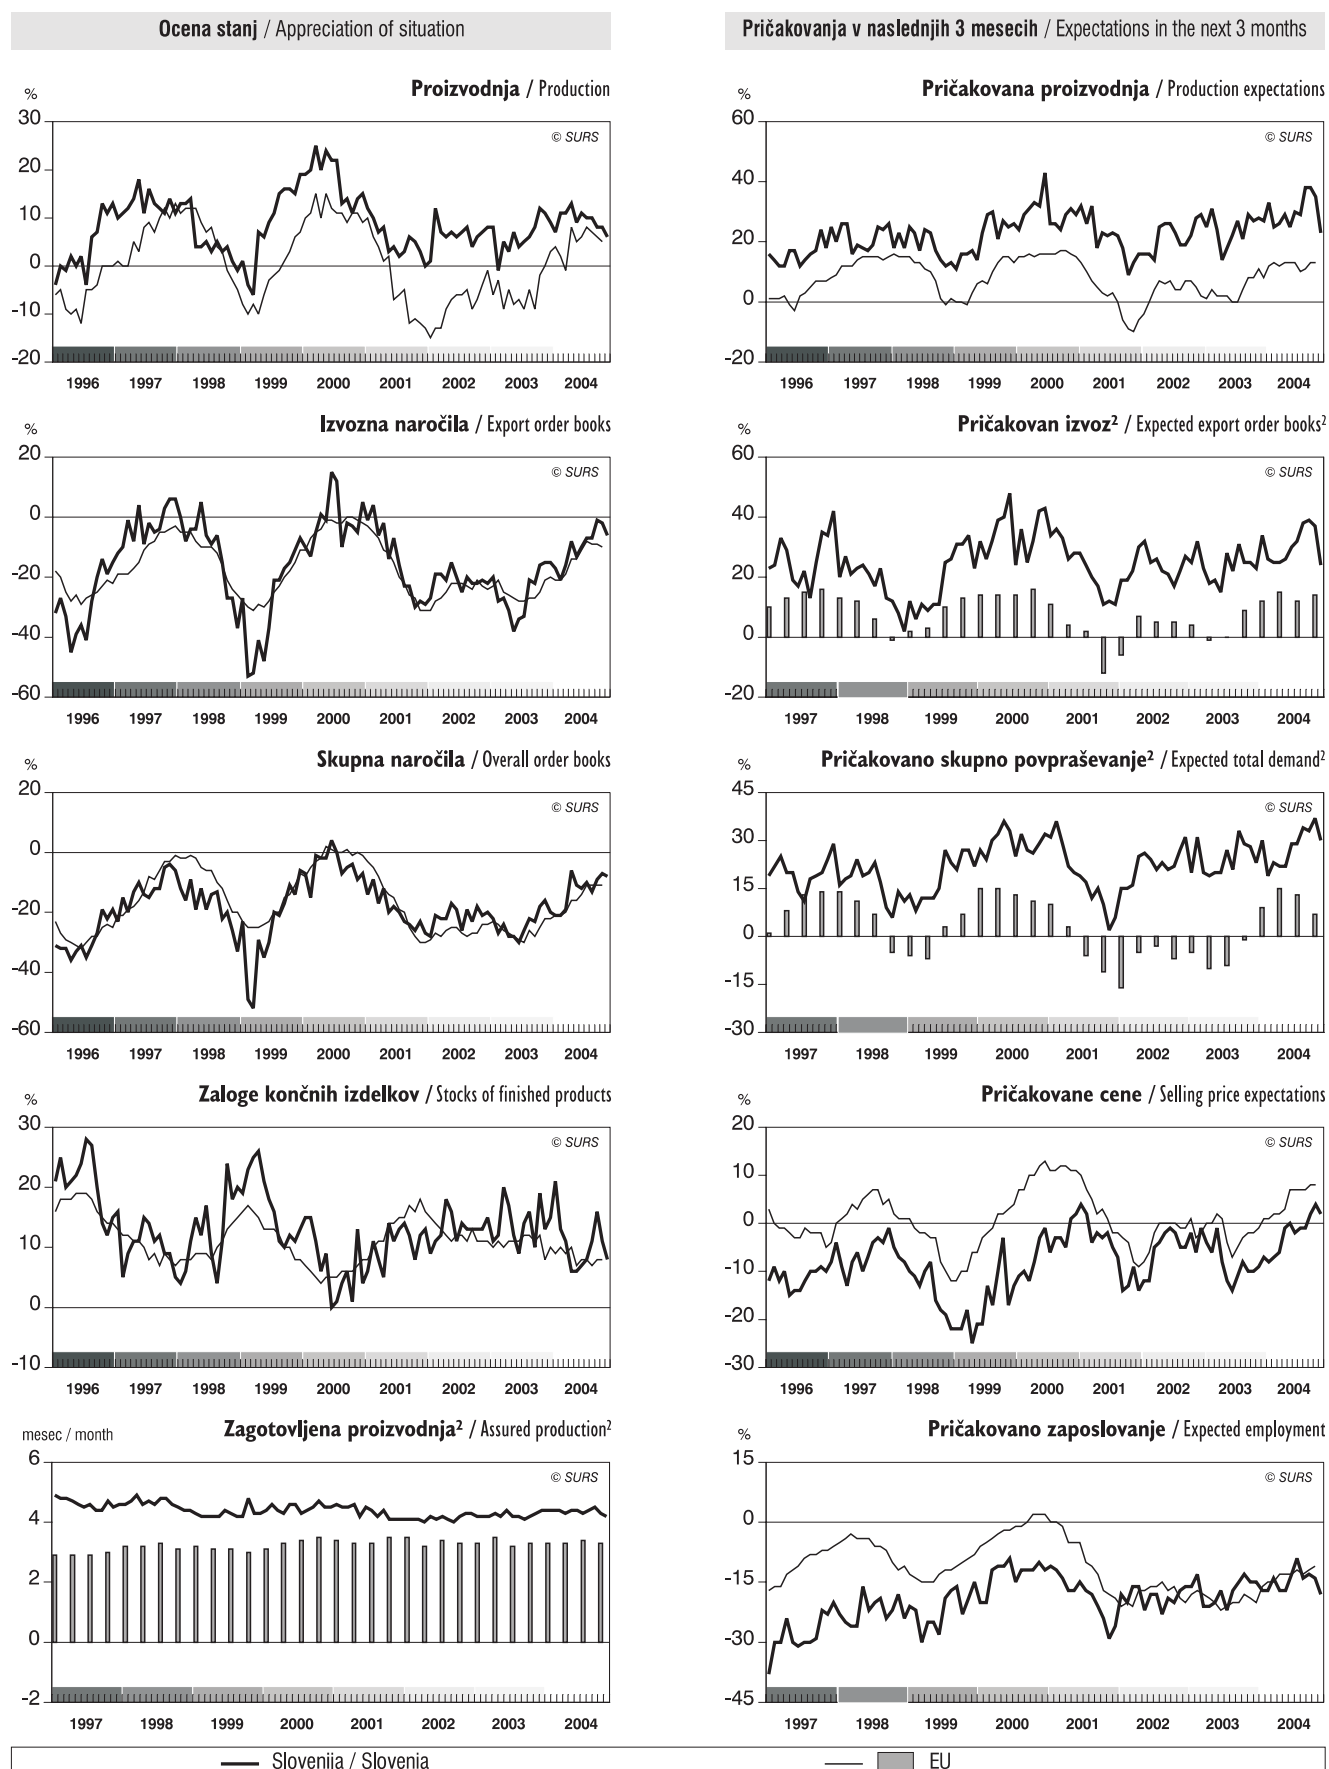 Ocena stanj / Appreciation of situation
Pričakovanja v naslednjih 3 mesecih / Expectations in the next 3 months
Proizvodnja / Production
%
© SURS
30
20
10
0
-10
-20
1996 1997 1998 1999 2000 2001 2002 2003 2004
Pričakovana proizvodnja / Production expectations
%
© SURS
60
40
20
0
-20
1996 1997 1998 1999 2000 2001 2002 2003 2004
Izvozna naročila / Export order books
%
© SURS
20
0
-20
-40
-60
1996 1997 1998 1999 2000 2001 2002 2003 2004
Pričakovan izvoz² / Expected export order books²
%
© SURS
60
40
20
0
-20
1997 1998 1999 2000 2001 2002 2003 2004
Skupna naročila / Overall order books
%
© SURS
20
0
-20
-40
-60
1996 1997 1998 1999 2000 2001 2002 2003 2004
Pričakovano skupno povpraševanje² / Expected total demand²
%
© SURS
45
30
15
0
-15
-30
1997 1998 1999 2000 2001 2002 2003 2004
Zaloge končnih izdelkov / Stocks of finished products
%
© SURS
30
20
10
0
-10
1996 1997 1998 1999 2000 2001 2002 2003 2004
Pričakovane cene / Selling price expectations
%
© SURS
20
10
0
-10
-20
-30
1996 1997 1998 1999 2000 2001 2002 2003 2004
Zagotovljena proizvodnja² / Assured production²
mesec / month
© SURS
6
4
2
0
-2
1997 1998 1999 2000 2001 2002 2003 2004
Pričakovano zaposlovanje / Expected employment
%
© SURS
15
0
-15
-30
-45
1997 1998 1999 2000 2001 2002 2003 2004
Slovenija / Slovenia
EU